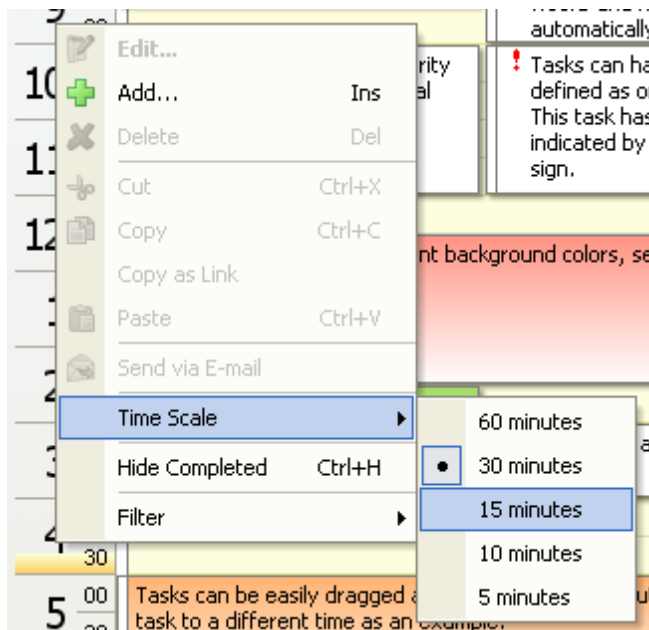 automatically
Edit...
10
rity
Tasks can ha
Add... Ins
al
defined as o
Delete Del
This task has
indicated by
sign.
11
Cut Ctrl+X
12
Copy Ctrl+C
nt background colors, se
Copy as Link
Paste Ctrl+V
Send via E-mail
2
Time Scale
60 minutes
3
Hide Completed Ctrl+H
30 minutes
a
Filter
15 minutes
4
30
10 minutes
5
00
Tasks can be easily dragged a
5 minutes
task to a different time as an example!